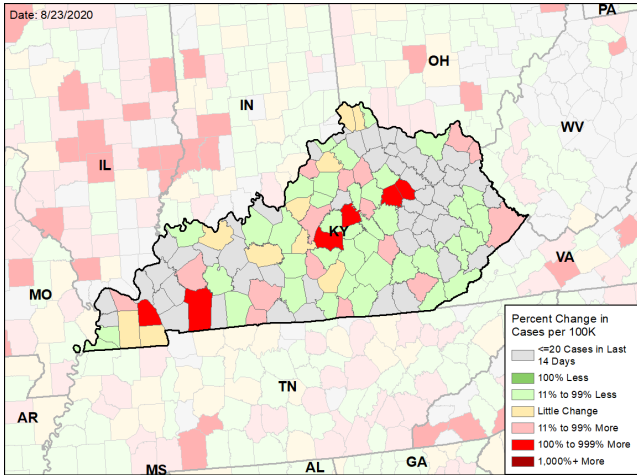 Date: 8/23/2020
PA
OH
IN
WV
IL
KY
VA
MO
Percent Change in
Cases per 100K
<=20 Cases in Last
14 Days
100% Less
11% to 99% Less
Little Change
11% to 99% More
100% to 999% More
1,000%+ More
TN
AR
MS
AL
GA